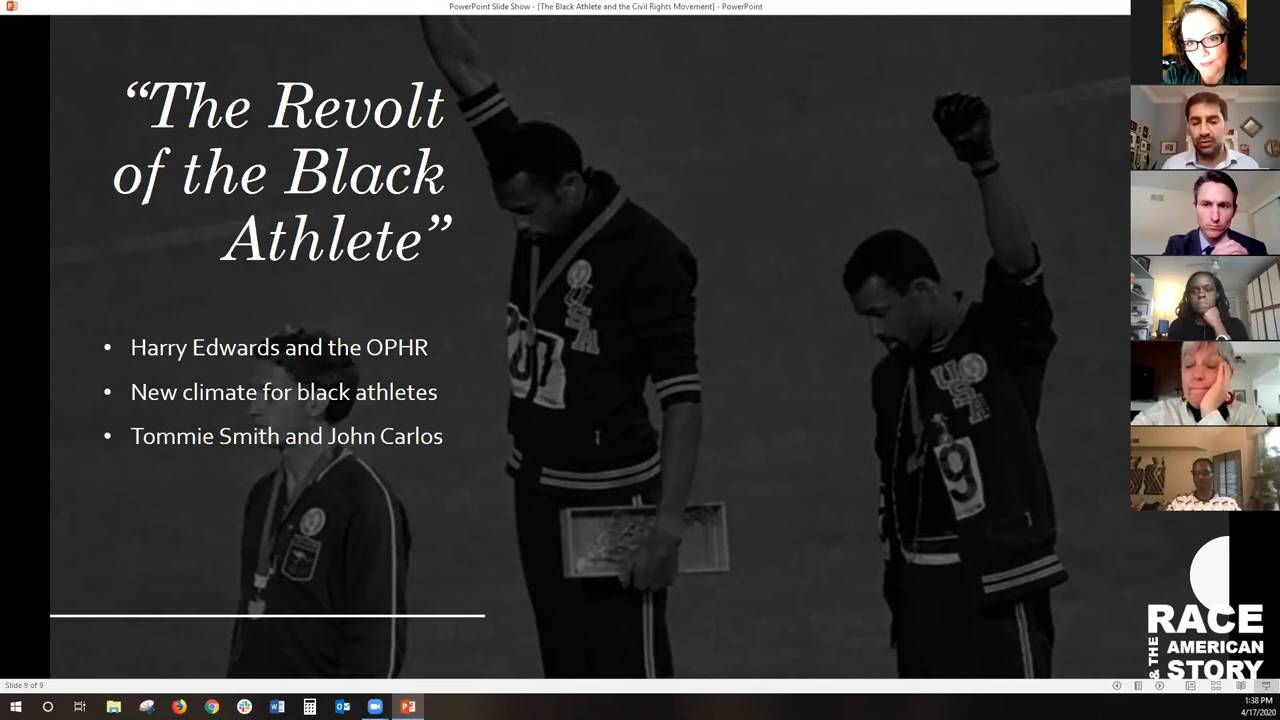 PowerPoint Slide Show - [The Black Athlete and the Civil Rights Movement] - PowerPoint
“The Revolt
of the Black
Athlete”
• Harry Edwards and the OPHR
• New climate for black athletes
• Tommie Smith and John Carlos
USA
USA
9
RACE
& THE
AMERICAN
STORY
Slide 9 of 9
1:38 PM
4/17/2020